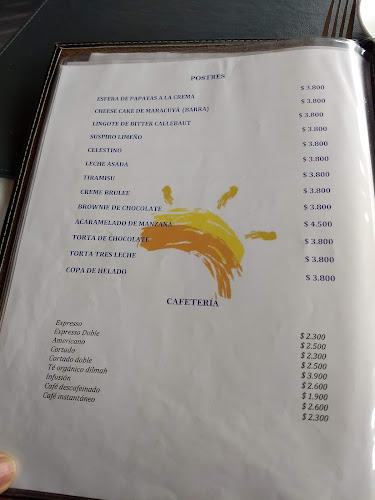 POSTRES
ESFERA DE PAPAYAS A LA CREMA $ 3.800
CHEESE CAKE DE MARACUYÁ (BARRA) $ 3.800
LINGOTE DE BITTER CALLEBAUT $ 3.800
SUSPIRO LIMEÑO $ 3.800
CELESTINO $ 3.800
LECHE ASADA $ 3.800
TIRAMISU $ 3.800
CREME BRULEE $ 3.800
BROWNIE DE CHOCOLATE $ 3.800
ACARAMELADO DE MANZANA $ 4.500
TORTA DE CHOCOLATE $ 3.800
TORTA TRES LECHE $ 3.800
COPA DE HELADO $ 3.800
CAFETERÍA
Expresso $ 2.300
Expresso Doble $ 2.500
Americano $ 2.300
Cortado $ 2.500
Cortado doble $ 3.900
Té orgánico dilmah $ 2.600
Infusión $ 1.900
Café descafeinado $ 2.600
Café instantáneo $ 2.300